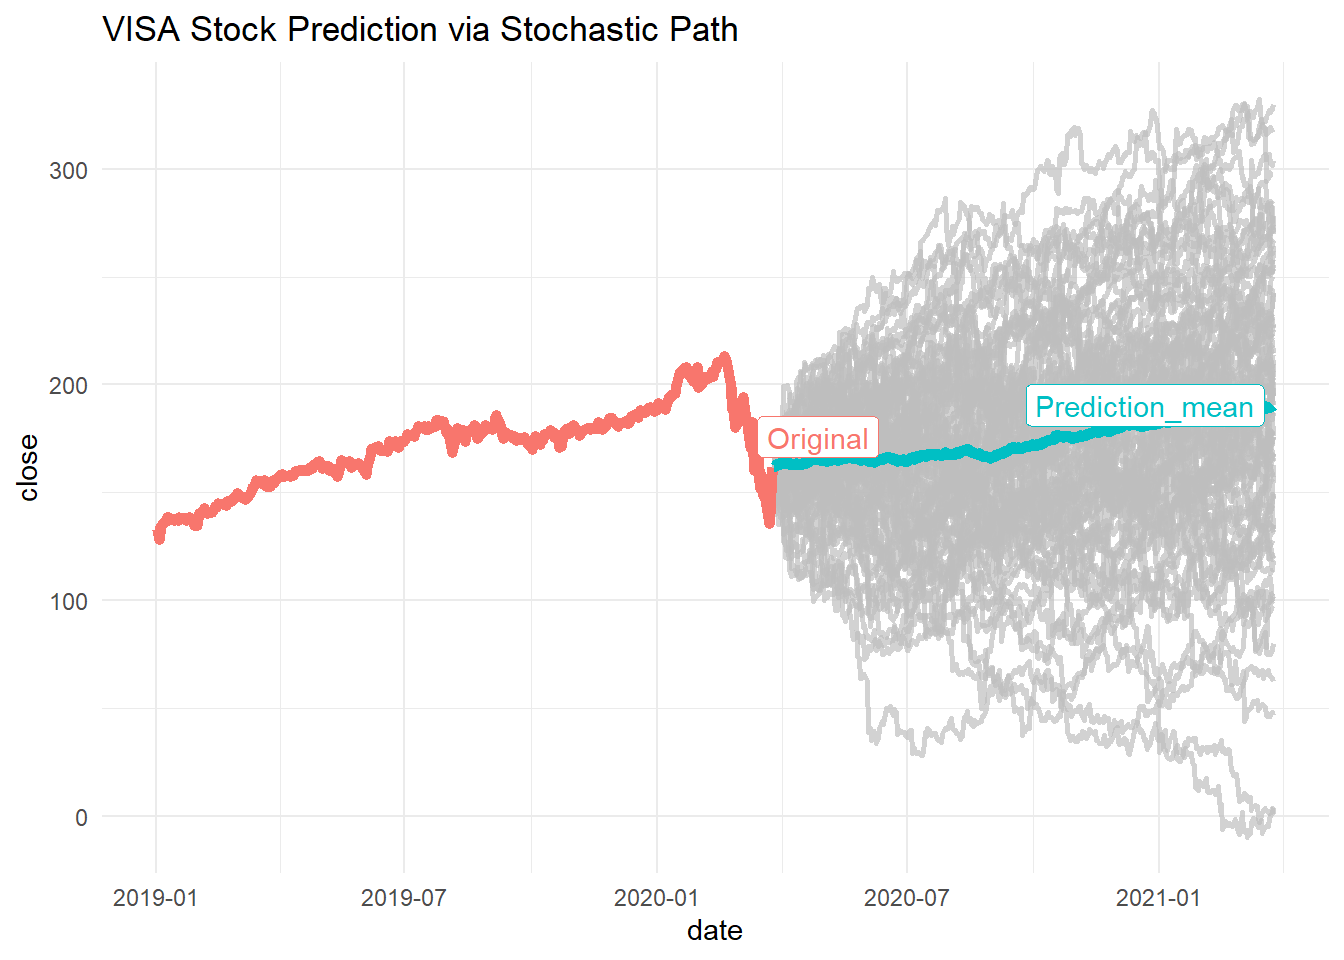 VISA Stock Prediction via Stochastic Path
300
200
100
0
close
Original
Prediction_mean
2019-01
2019-07
2020-01
2020-07
2021-01
date